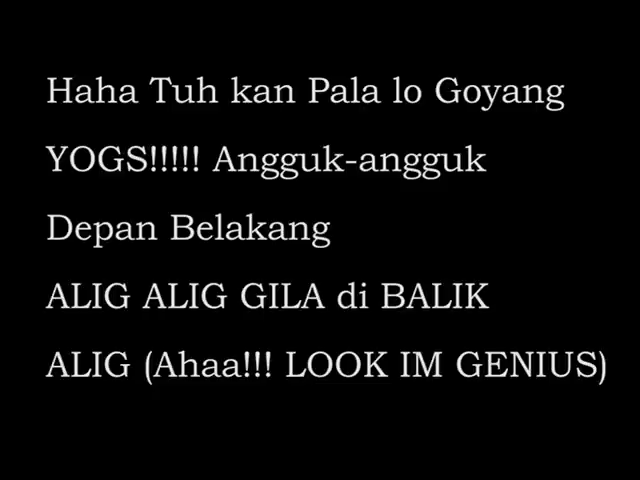 Haha Tuh kan Pala lo Goyang
YOGS!!!!! Angguk-angguk
Depan Belakang
ALIG ALIG GILA di BALIK
ALIG (Ahaa!!! LOOK IM GENIUS)